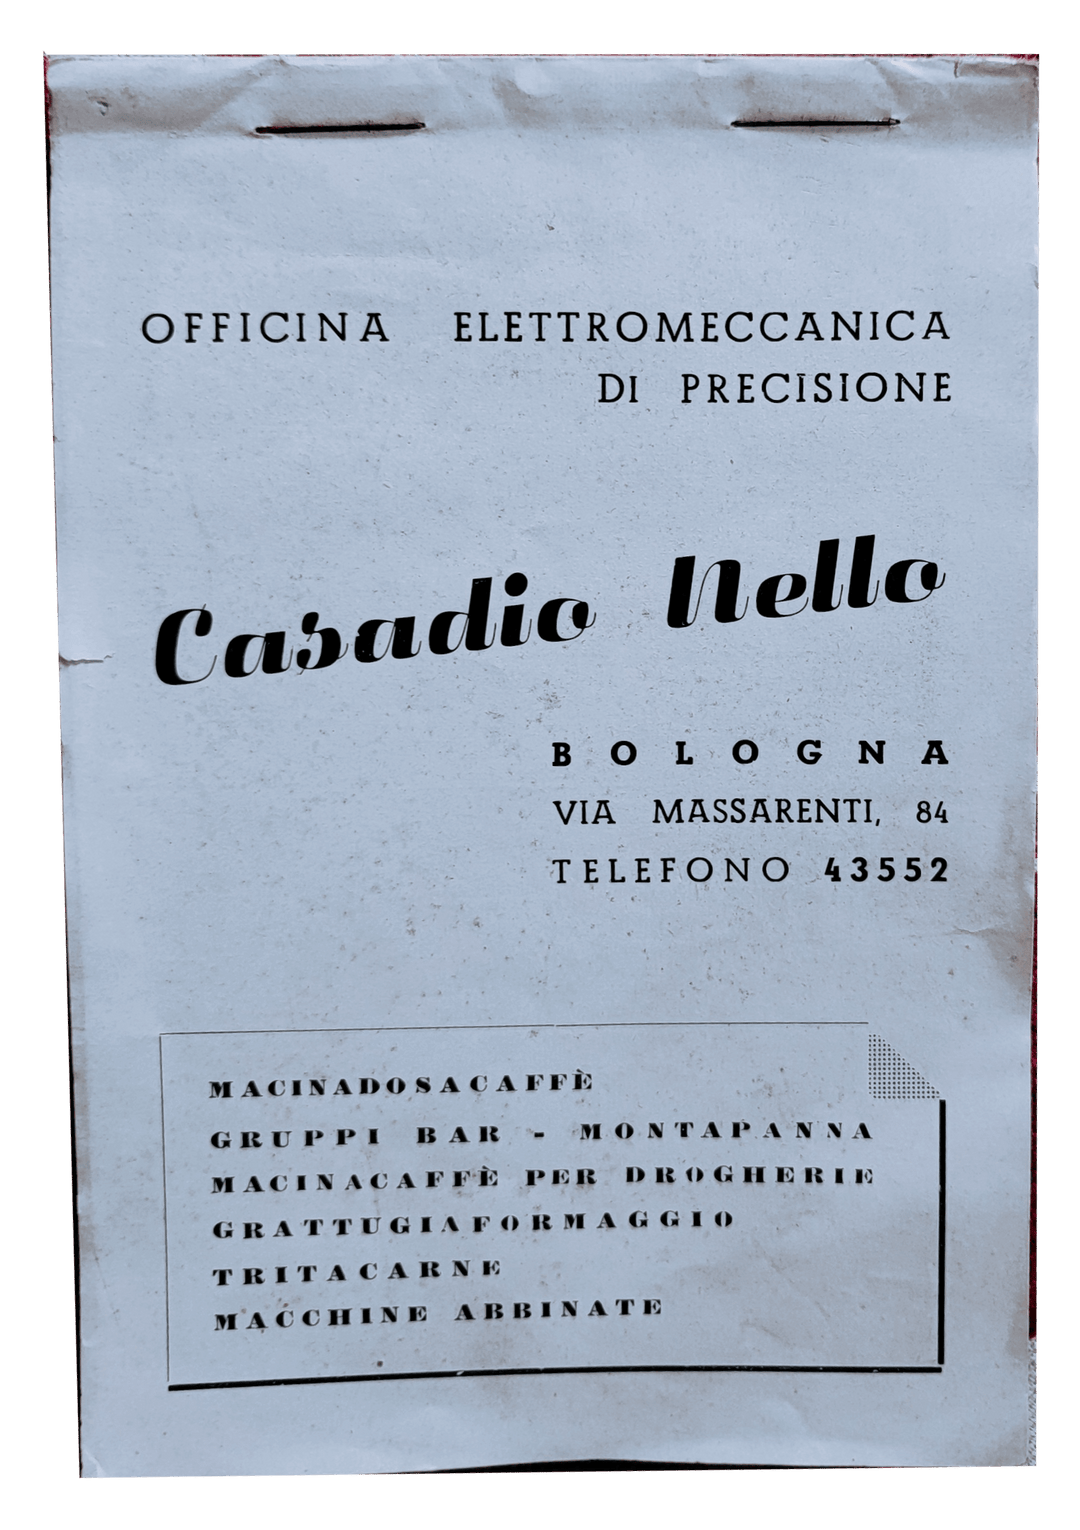 OFFICINA ELETTROMECCANICA
DI PRECISIONE
Casadio Nello
BOLOGNA
VIA MASSARENTI, 84
TELEFONO 43552
MACINADOSACAFFÈ
GRUPPI BAR - MONTAPANNA
MACINACAFFÈ PER DROGHERIE
GRATTUGIAFORMAGGIO
TRITACARNE
MACCHINE ABBINATE